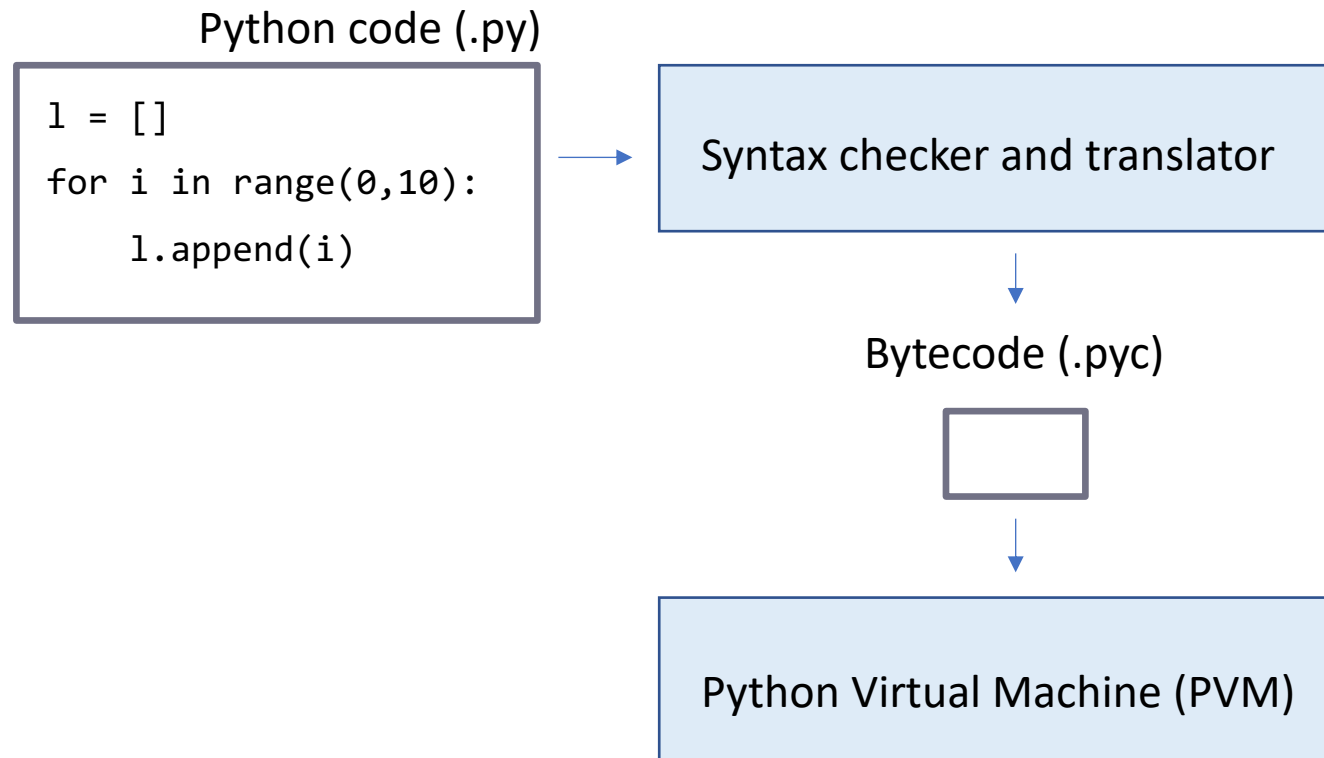 Python code (.py)
l = []
for i in range(0,10):
    l.append(i)
Syntax checker and translator
Bytecode (.pyc)
Python Virtual Machine (PVM)